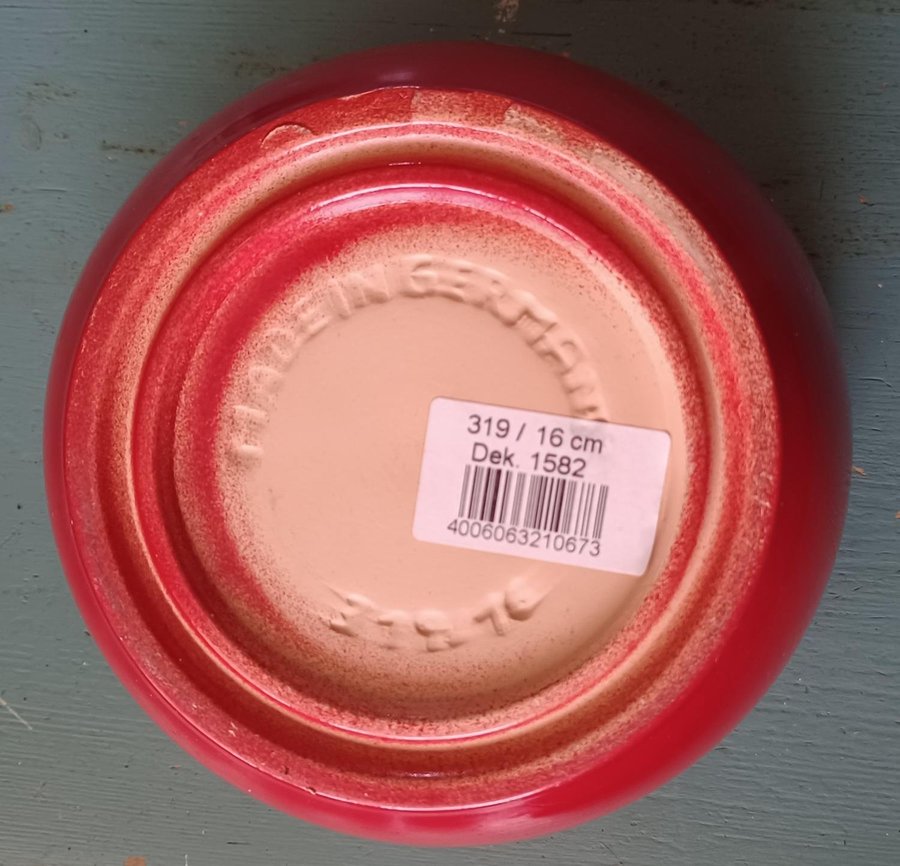 MADE IN GERMANY
319 / 16 cm
Dek. 1582
4006063210673
319 16